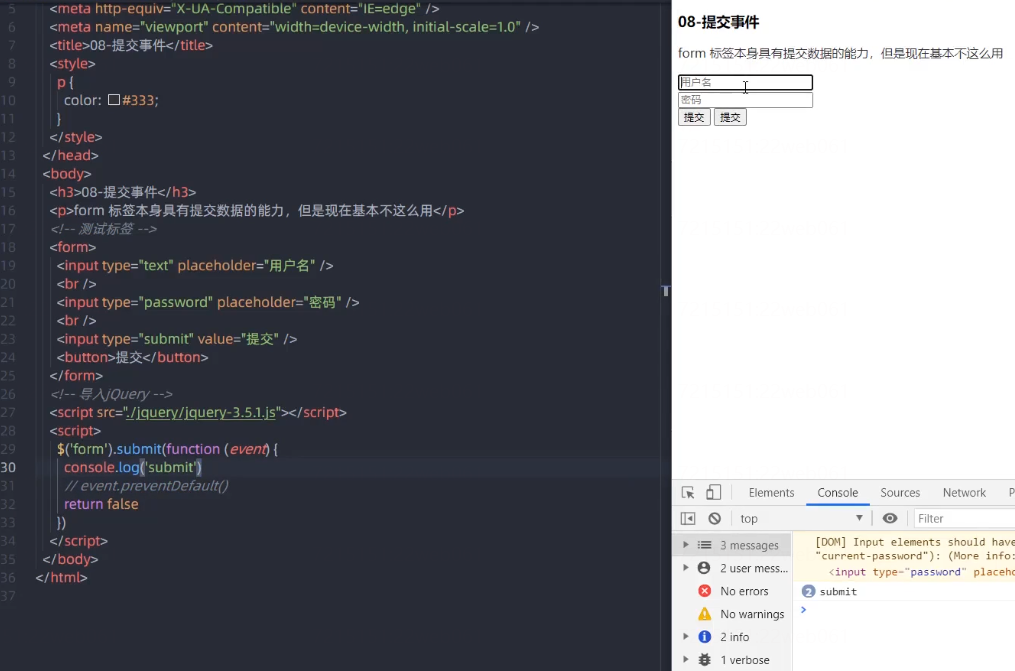 5 <meta http-equiv="X-UA-Compatible" content="IE=edge" />
6 <meta name="viewport" content="width=device-width, initial-scale=1.0" />
7 <title>08-提交事件</title>
8 <style>
9 p {
10 color: #333;
11 }
12 </style>
13 </head>
14 <body>
15 <h3>08-提交事件</h3>
16 <p>form 标签本身具有提交数据的能力，但是现在基本不这么用</p>
17 <!-- 测试标签 -->
18 <form>
19 <input type="text" placeholder="用户名" />
20 <br />
21 <input type="password" placeholder="密码" />
22 <br />
23 <input type="submit" value="提交" />
24 <button>提交</button>
25 </form>
26 <!-- 导入jQuery -->
27 <script src="./jquery/jquery-3.5.1.js"></script>
28 <script>
29 $('form').submit(function (event) {
30 console.log('submit')
31 // event.preventDefault()
32 return false
33 })
34 </script>
35 </body>
36 </html>
37
08-提交事件
form 标签本身具有提交数据的能力，但是现在基本不这么用
用户名
密码
提交 提交
Elements Console Sources Network P
top Filter
3 messages
2 user mess...
No errors
No warnings
2 info
1 verbose
[DOM] Input elements should have
"current-password"): (More info:
<input type="password" placeho
2 submit
>